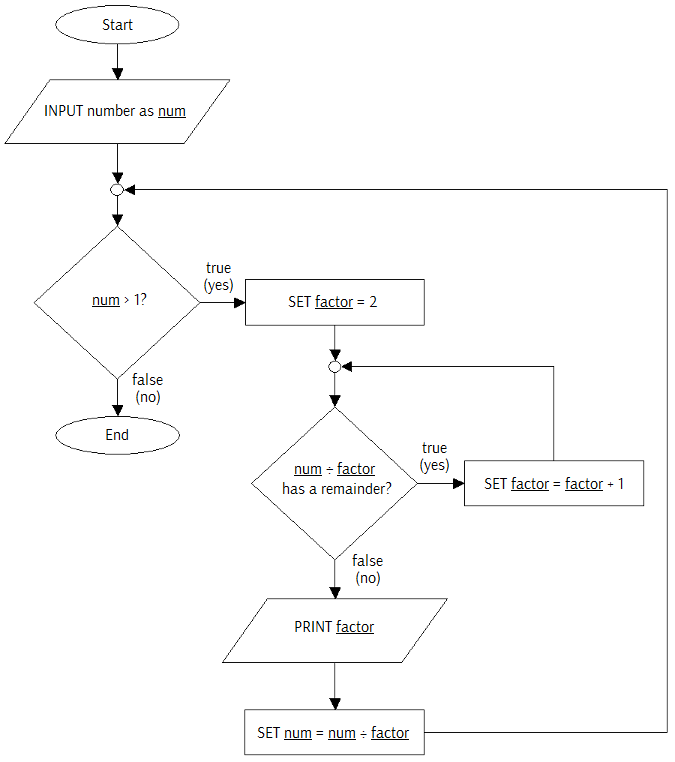 Start
INPUT number as num
num > 1?
true
(yes)
SET factor = 2
false
(no)
End
num ÷ factor
has a remainder?
true
(yes)
SET factor = factor + 1
false
(no)
PRINT factor
SET num = num ÷ factor